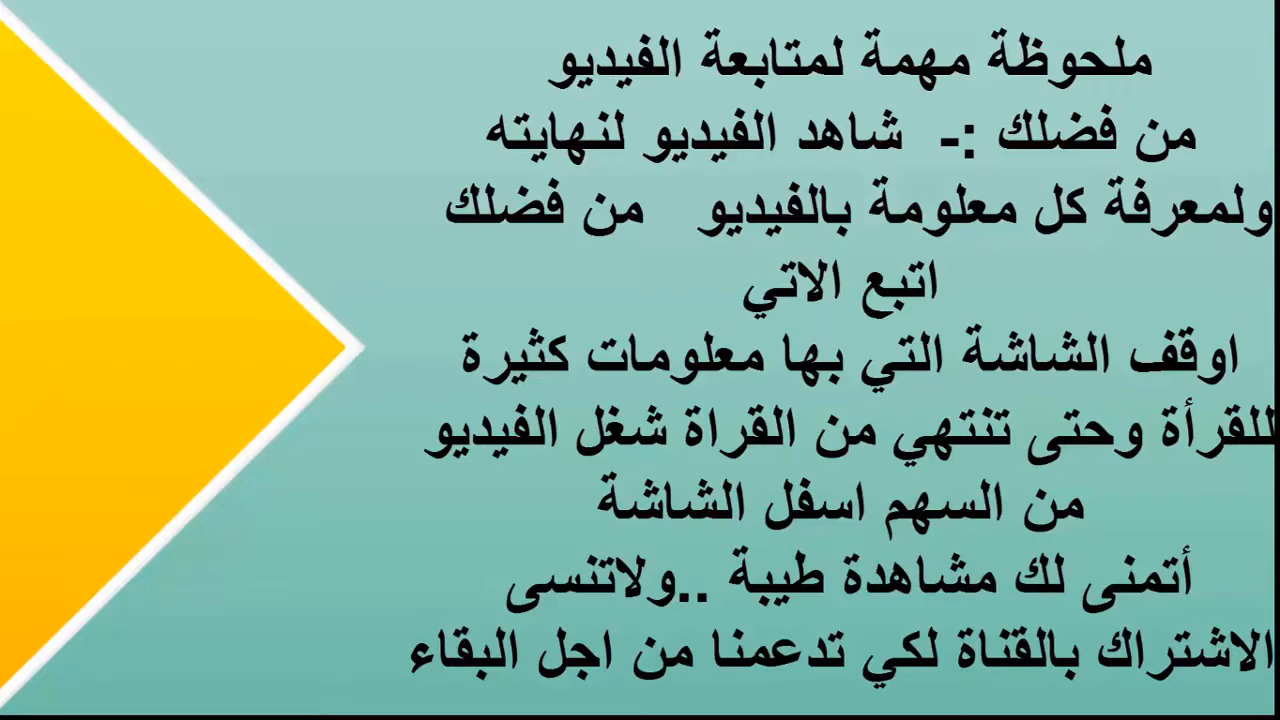 ملحوظة مهمة لمتابعة الفيديو
من فضلك :- شاهد الفيديو لنهايته
ولمعرفة كل معلومة بالفيديو من فضلك
اتبع الاتي
اوقف الشاشة التي بها معلومات كثيرة
للقرأة وحتى تنتهي من القراة شغل الفيديو
من السهم اسفل الشاشة
أتمنى لك مشاهدة طيبة ..ولاتنسى
الاشتراك بالقناة لكي تدعمنا من اجل البقاء